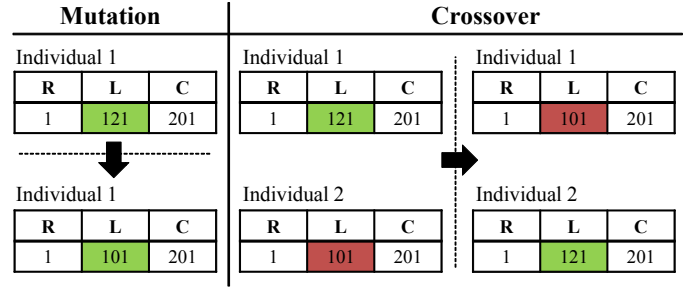 Mutation Crossover
Individual 1 Individual 1 Individual 1
R L C R L C R L C
1 121 201 1 121 201 1 101 201
Individual 1 Individual 2 Individual 2
R L C R L C R L C
1 101 201 1 101 201 1 121 201